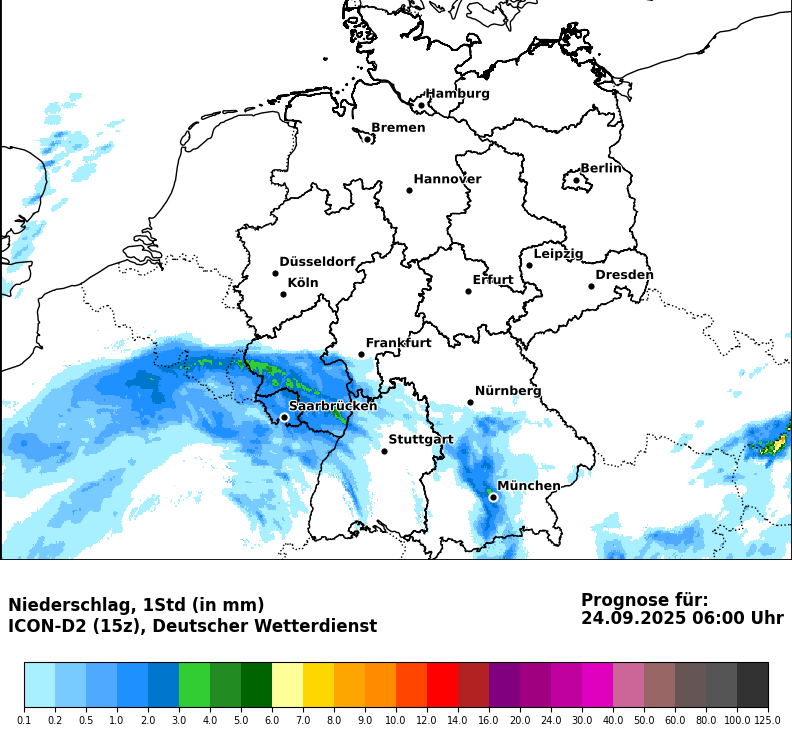 Hamburg
Bremen
Berlin
Hannover
Leipzig
Düsseldorf
Dresden
Köln
Erfurt
Frankfurt
Nürnberg
Saarbrücken
Stuttgart
München
Niederschlag, 1Std (in mm)
ICON-D2 (15z), Deutscher Wetterdienst
Prognose für:
24.09.2025 06:00 Uhr
0.1 0.2 0.5 1.0 2.0 3.0 4.0 5.0 6.0 7.0 8.0 9.0 10.0 12.0 14.0 16.0 20.0 24.0 30.0 40.0 50.0 60.0 80.0 100.0 125.0